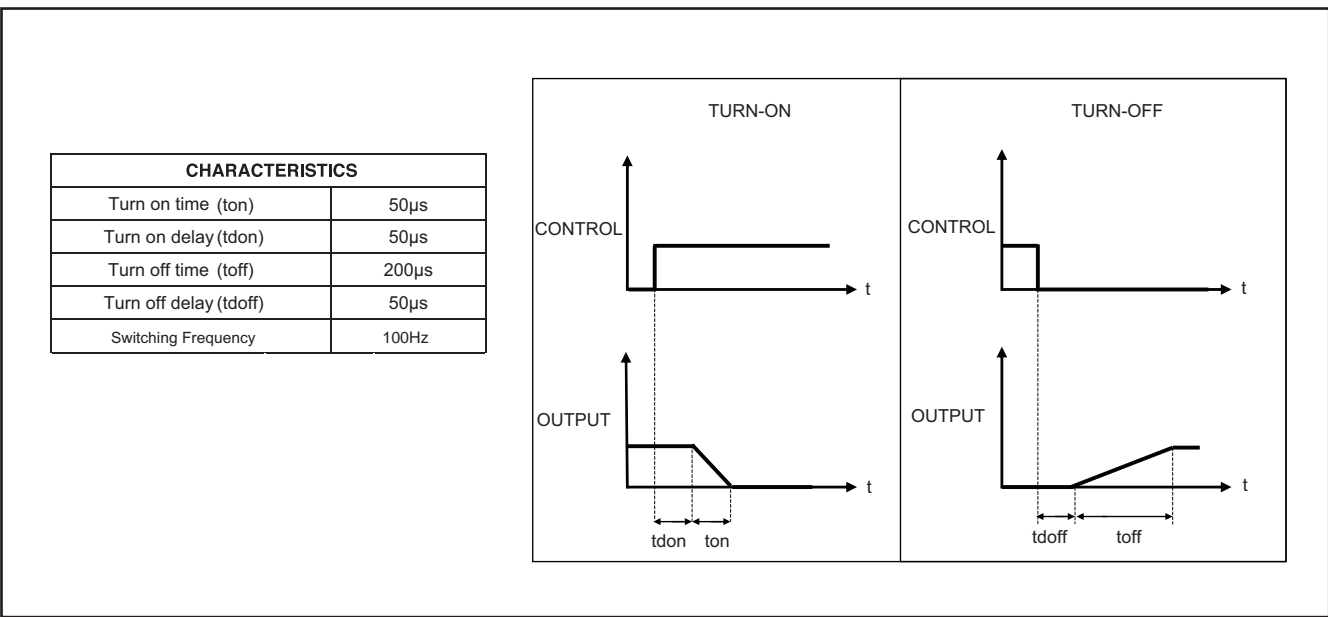 CHARACTERISTICS
Turn on time (ton) 50µs
Turn on delay (tdon) 50µs
Turn off time (toff) 200µs
Turn off delay (tdoff) 50µs
Switching Frequency 100Hz
TURN-ON
CONTROL
t
OUTPUT
t
tdon ton
TURN-OFF
CONTROL
t
OUTPUT
t
tdoff toff